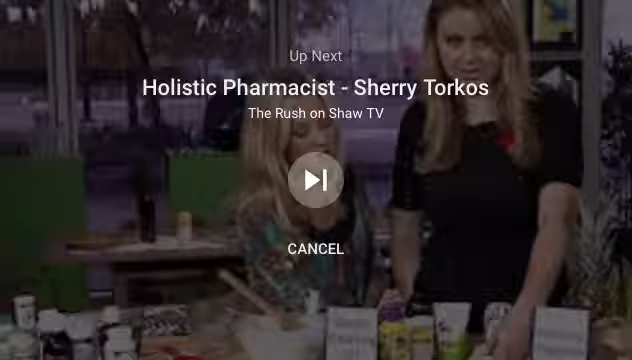 Up Next
Holistic Pharmacist - Sherry Torkos
The Rush on Shaw TV
CANCEL